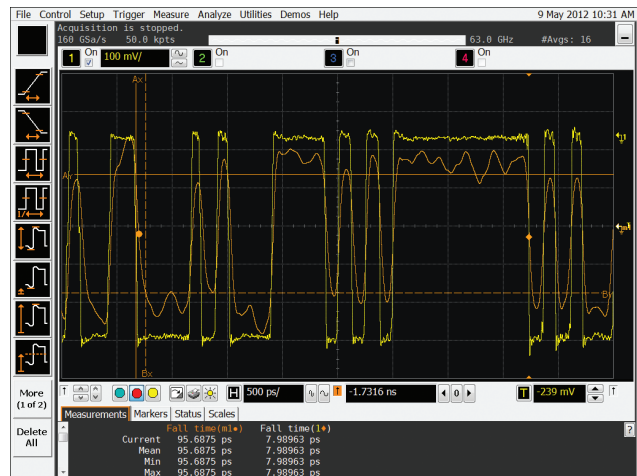 File Control Setup Trigger Measure Analyze Utilities Demos Help 9 May 2012 10:31 AM
Acquisition is stopped.
160 GSa/s 50.0 kpts 63.0 GHz #Avgs: 16
1 On 100 mV/ 2 On 3 On 4 On
Ax
Ay
By
Bx
1/
More
(1 of 2)
Delete
All
H 500 ps/ -1.7316 ns 0 T -239 mV
Measurements Markers Status Scales
?
Fall time(m1) Fall time(1)
Current 95.6875 ps 7.98963 ps
Mean 95.6875 ps 7.98963 ps
Min 95.6875 ps 7.98963 ps
Max 95.6875 ps 7.98963 ps